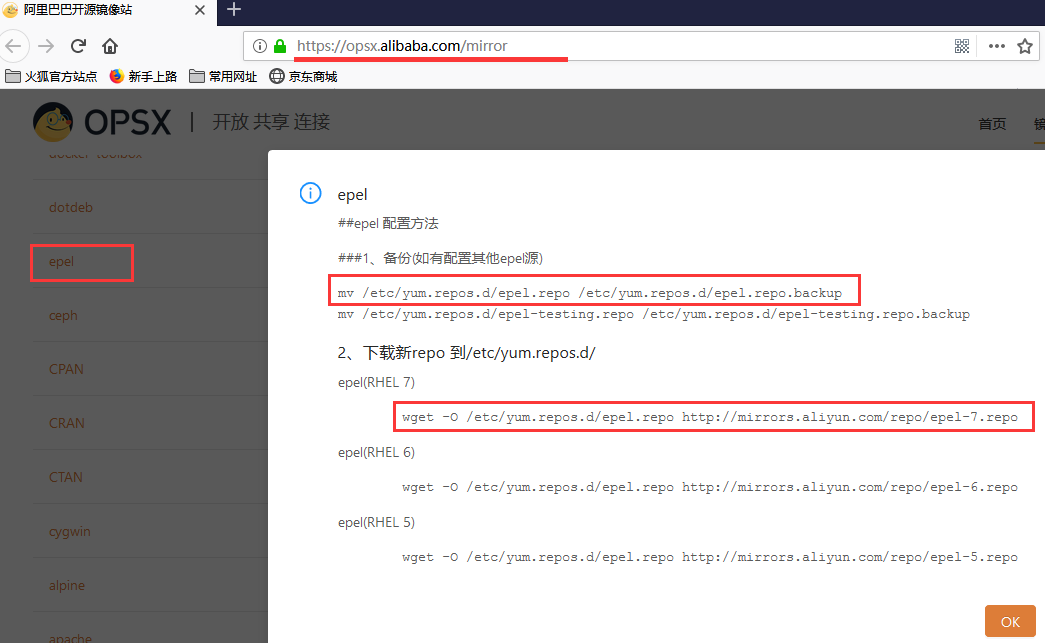 阿里巴巴开源镜像站
https://opsx.alibaba.com/mirror
火狐官方站点 新手上路 常用网址 京东商城
OPSX | 开放 共享 连接
首页 镜
docker-toolbox
dotdeb
epel
ceph
CPAN
CRAN
CTAN
cygwin
alpine
apache
epel
##epel 配置方法
###1、备份(如有配置其他epel源)
mv /etc/yum.repos.d/epel.repo /etc/yum.repos.d/epel.repo.backup
mv /etc/yum.repos.d/epel-testing.repo /etc/yum.repos.d/epel-testing.repo.backup
2、下载新repo 到/etc/yum.repos.d/
epel(RHEL 7)
wget -O /etc/yum.repos.d/epel.repo http://mirrors.aliyun.com/repo/epel-7.repo
epel(RHEL 6)
wget -O /etc/yum.repos.d/epel.repo http://mirrors.aliyun.com/repo/epel-6.repo
epel(RHEL 5)
wget -O /etc/yum.repos.d/epel.repo http://mirrors.aliyun.com/repo/epel-5.repo
OK